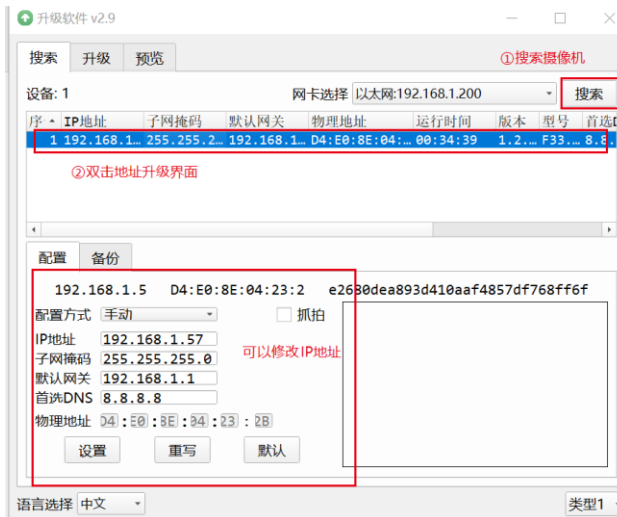 升级软件 v2.9
搜索 升级 预览 ①搜索摄像机
设备: 1 网卡选择 以太网:192.168.1.200 搜索
序 IP地址 子网掩码 默认网关 物理地址 运行时间 版本 型号 首选
1 192.168.1… 255.255.2… 192.168.1… D4:E0:8E:04:… 00:34:39 1.2.… F33.… 8.8.
②双击地址升级界面
配置 备份
192.168.1.5 D4:E0:8E:04:23:2 e2680dea893d410aaf4857df768ff6f
配置方式 手动 抓拍
IP地址 192.168.1.57 可以修改IP地址
子网掩码 255.255.255.0
默认网关 192.168.1.1
首选DNS 8.8.8.8
物理地址 D4 : E0 : 8E : 04 : 23 : 2B
设置 重写 默认
语言选择 中文 类型1